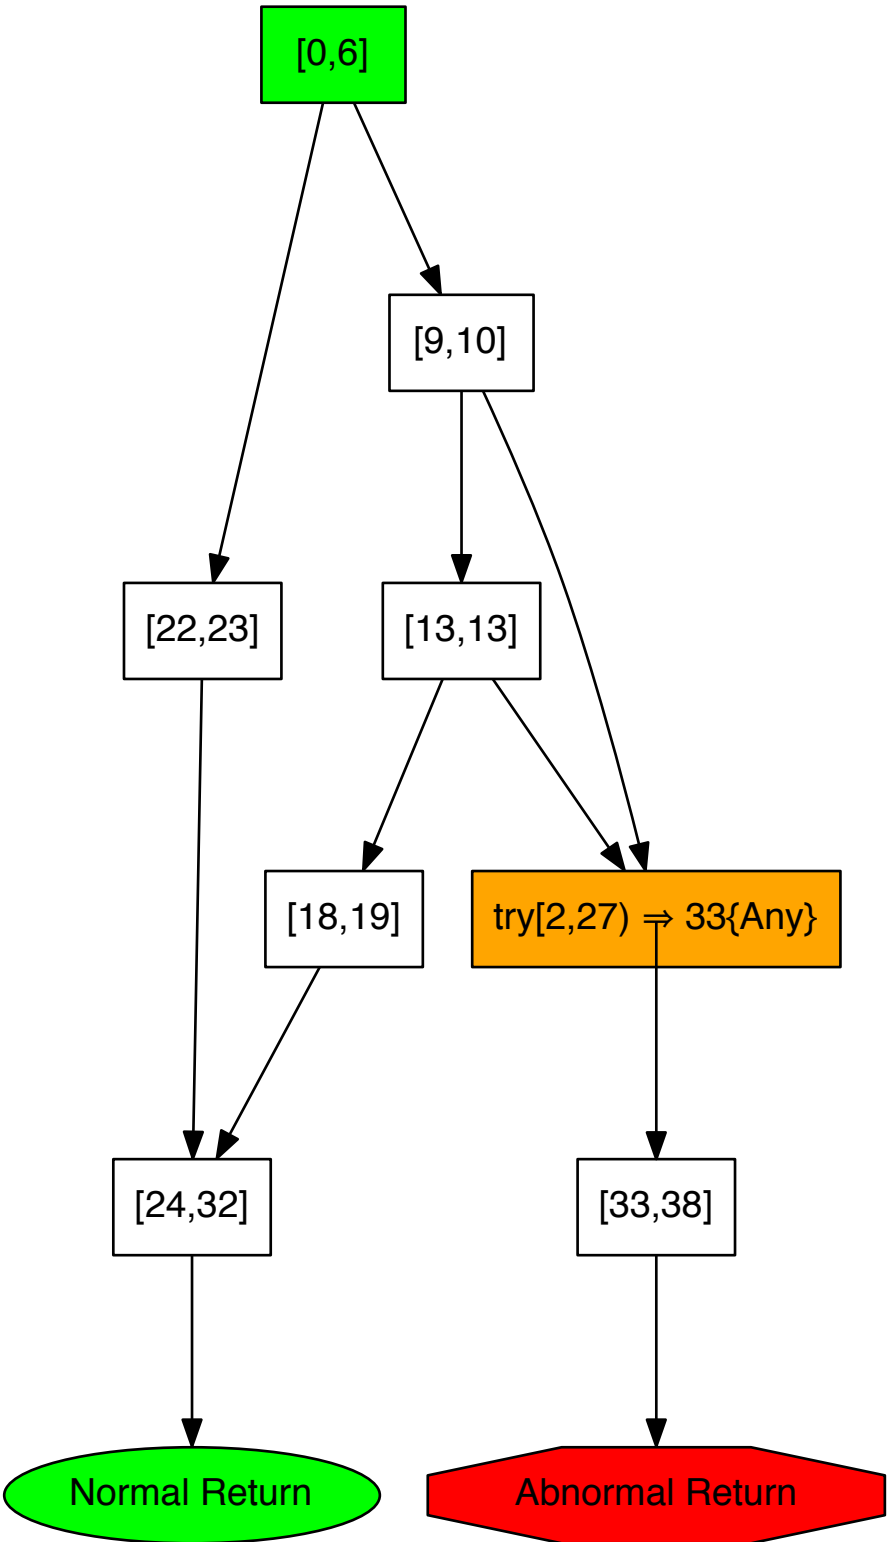 [0,6]
[9,10]
[22,23]
[13,13]
[18,19]
try[2,27) ⇒ 33{Any}
[24,32]
[33,38]
Normal Return
Abnormal Return